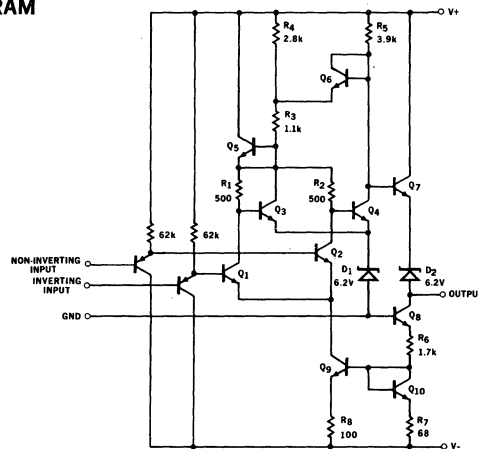 RAM
V+
R4
2.8k
R5
3.9k
Q6
R3
1.1k
Q5
R1
500
R2
500
Q3
Q4
Q7
62k
62k
NON-INVERTING
INPUT
INVERTING
INPUT
Q1
Q2
D1
6.2V
D2
6.2V
OUTPUT
GND
Q8
R6
1.7k
Q9
Q10
R8
100
R7
68
V-